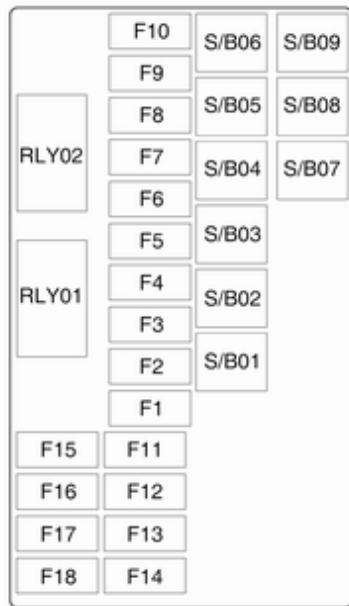 F10 S/B06 S/B09
F9
F8 S/B05 S/B08
RLY02 F7 S/B04 S/B07
F6
F5 S/B03
RLY01 F4 S/B02
F3
F2 S/B01
F1
F15 F11
F16 F12
F17 F13
F18 F14